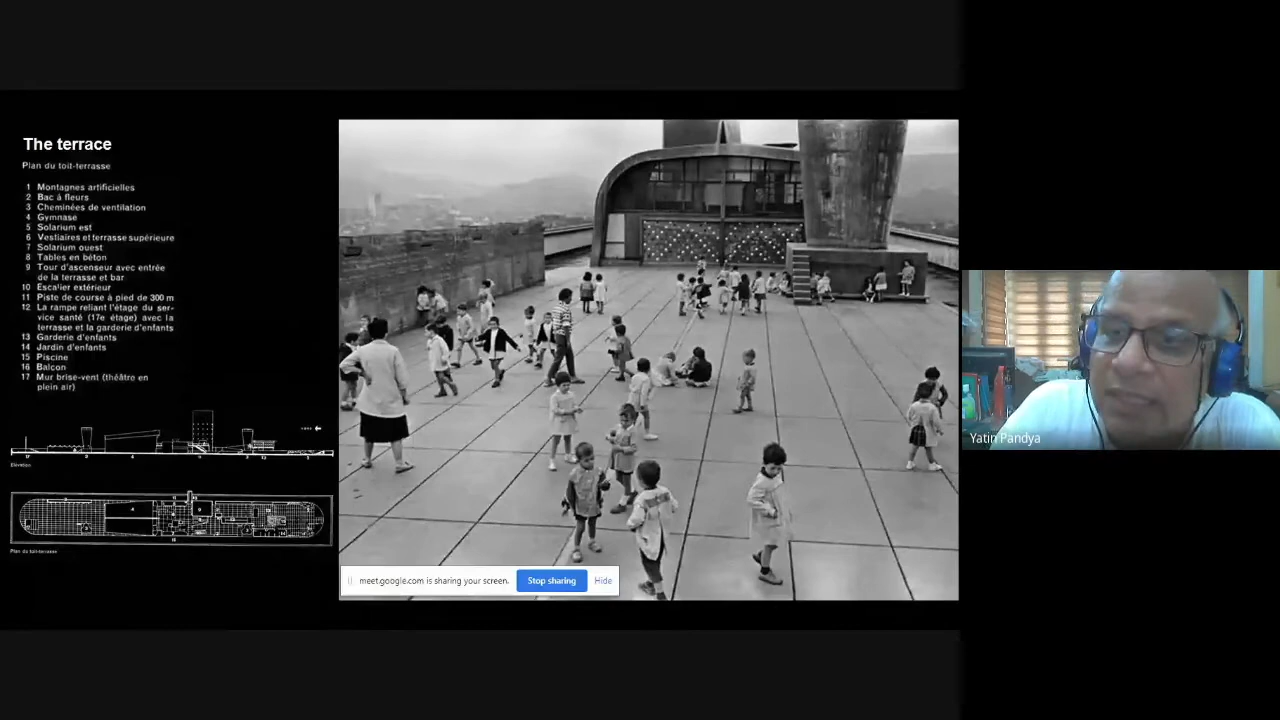 The terrace
Plan du toit-terrasse
1 Montagnes artificielles
2 Bac à fleurs
3 Cheminées de ventilation
4 Gymnase
5 Solarium est
6 Vestiaires et terrasse supérieure
7 Solarium ouest
8 Tables en béton
9 Tour d'ascenseur avec entrée
de la terrasse et bar
10 Escalier extérieur
11 Piste de course à pied de 300 m
12 La rampe reliant l'étage du ser-
vice santé (17e étage) avec la
terrasse et la garderie d'enfants
13 Garderie d'enfants
14 Jardin d'enfants
15 Piscine
16 Balcon
17 Mur brise-vent (théâtro en
plein air)
Elévation
Plan du toit-terrasse
meet.google.com is sharing your screen.
Stop sharing
Hide
Yatin Pandya